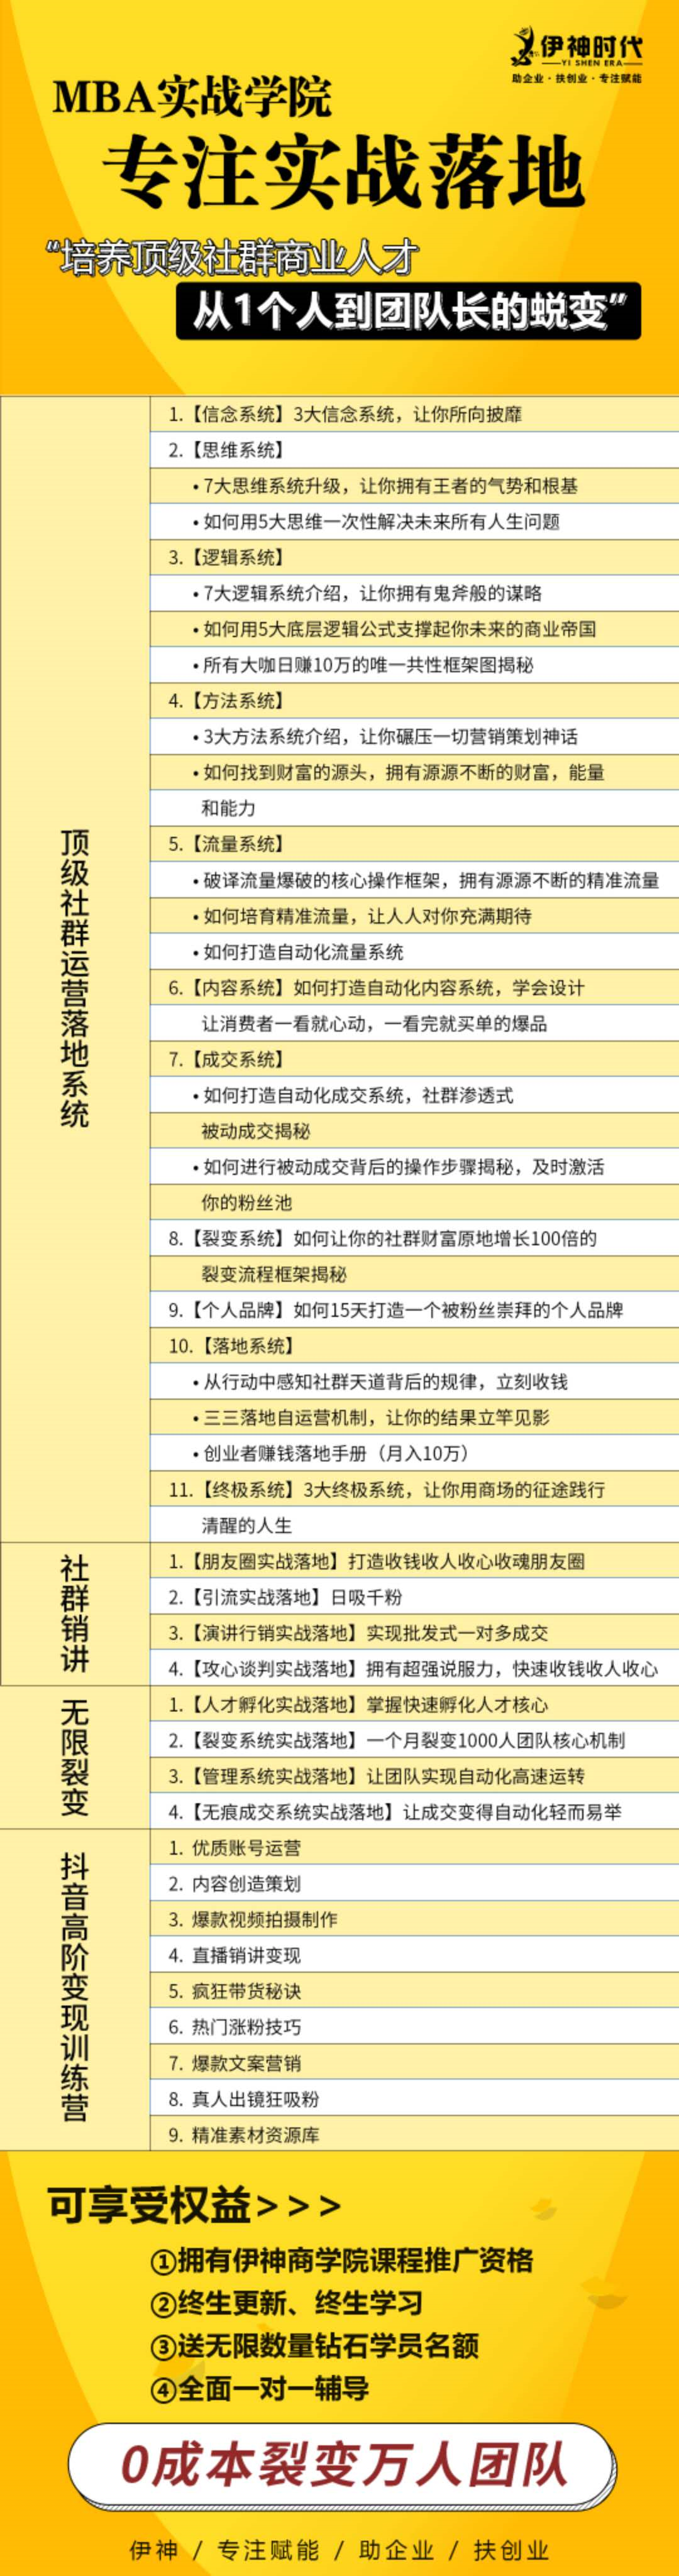 伊神时代
YI SHEN ERA
助企业·扶创业·专注赋能
MBA实战学院
专注实战落地
“培养顶级社群商业人才
从1个人到团队长的蜕变”
顶级社群运营落地系统
1.【信念系统】3大信念系统，让你所向披靡
2.【思维系统】
•7大思维系统升级，让你拥有王者的气势和根基
•如何用5大思维一次性解决未来所有人生问题
3.【逻辑系统】
•7大逻辑系统介绍，让你拥有鬼斧般的谋略
•如何用5大底层逻辑公式支撑起你未来的商业帝国
•所有大咖日赚10万的唯一共性框架图揭秘
4.【方法系统】
•3大方法系统介绍，让你碾压一切营销策划神话
•如何找到财富的源头，拥有源源不断的财富，能量
和能力
5.【流量系统】
•破译流量爆破的核心操作框架，拥有源源不断的精准流量
•如何培育精准流量，让人人对你充满期待
•如何打造自动化流量系统
6.【内容系统】如何打造自动化内容系统，学会设计
让消费者一看就心动，一看完就买单的爆品
7.【成交系统】
•如何打造自动化成交系统，社群渗透式
被动成交揭秘
•如何进行被动成交背后的操作步骤揭秘，及时激活
你的粉丝池
8.【裂变系统】如何让你的社群财富原地增长100倍的
裂变流程框架揭秘
9.【个人品牌】如何15天打造一个被粉丝崇拜的个人品牌
10.【落地系统】
•从行动中感知社群天道背后的规律，立刻收钱
•三三落地自运营机制，让你的结果立竿见影
•创业者赚钱落地手册（月入10万）
11.【终极系统】3大终极系统，让你用商场的征途践行
清醒的人生
社群销讲
1.【朋友圈实战落地】打造收钱收人收心收魂朋友圈
2.【引流实战落地】日吸千粉
3.【演讲行销实战落地】实现批发式一对多成交
4.【攻心谈判实战落地】拥有超强说服力，快速收钱收人收心
无限裂变
1.【人才孵化实战落地】掌握快速孵化人才核心
2.【裂变系统实战落地】一个月裂变1000人团队核心机制
3.【管理系统实战落地】让团队实现自动化高速运转
4.【无痕成交系统实战落地】让成交变得自动化轻而易举
抖音高阶变现训练营
1. 优质账号运营
2. 内容创造策划
3. 爆款视频拍摄制作
4. 直播销讲变现
5. 疯狂带货秘诀
6. 热门涨粉技巧
7. 爆款文案营销
8. 真人出镜狂吸粉
9. 精准素材资源库
可享受权益>>>
①拥有伊神商学院课程推广资格
②终生更新、终生学习
③送无限数量钻石学员名额
④全面一对一辅导
0成本裂变万人团队
伊神 / 专注赋能 / 助企业 / 扶创业